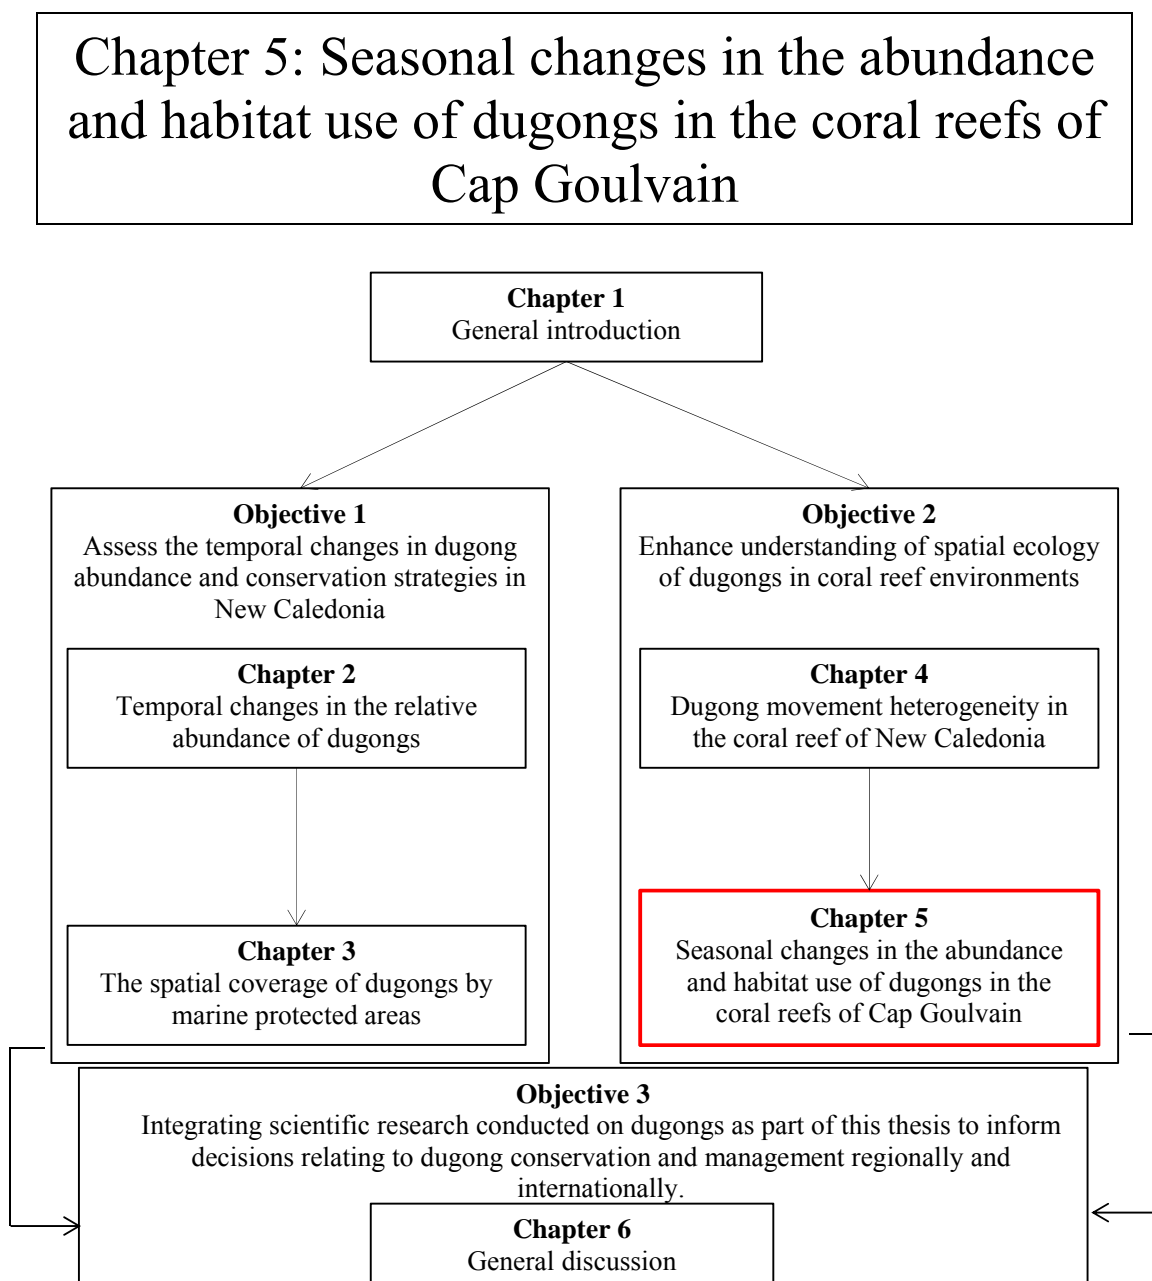 Chapter 5: Seasonal changes in the abundance
and habitat use of dugongs in the coral reefs of
Cap Goulvain
Chapter 1
General introduction
Objective 1
Assess the temporal changes in dugong
abundance and conservation strategies in
New Caledonia
Chapter 2
Temporal changes in the relative
abundance of dugongs
Chapter 3
The spatial coverage of dugongs by
marine protected areas
Objective 2
Enhance understanding of spatial ecology
of dugongs in coral reef environments
Chapter 4
Dugong movement heterogeneity in
the coral reef of New Caledonia
Chapter 5
Seasonal changes in the abundance
and habitat use of dugongs in the
coral reefs of Cap Goulvain
Objective 3
Integrating scientific research conducted on dugongs as part of this thesis to inform
decisions relating to dugong conservation and management regionally and
internationally.
Chapter 6
General discussion